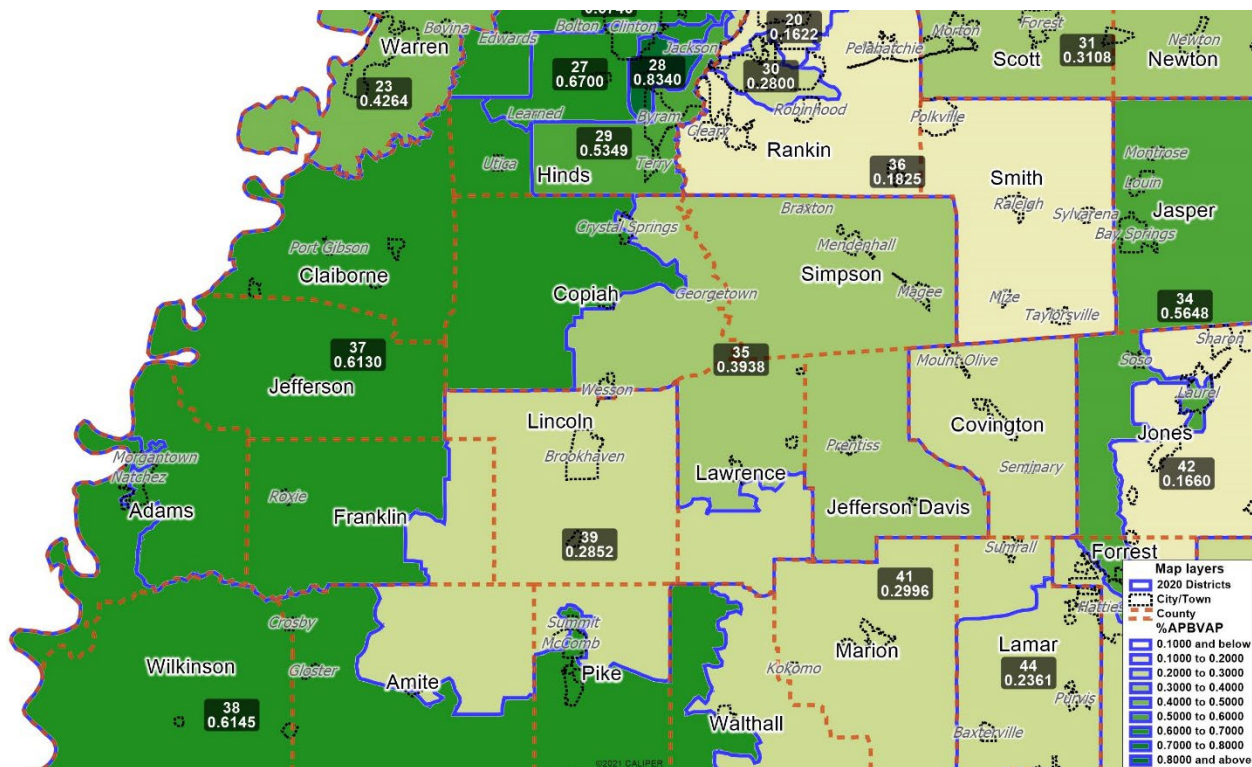 Bovina
Edwards
Bolton
Clinton
Jackson
Warren
23
0.4264
27
0.6700
28
0.8340
20
0.1622
30
0.2800
Pelahatchie
Morton
Forest
Scott
31
0.3108
Newton
Newton
Learned
Byram
Cleary
Robinhood
Polkville
29
0.5349
Rankin
Utica
Hinds
Terry
36
0.1825
Smith
Montrose
Louin
Raleigh
Sylvarena
Jasper
Bay Springs
Braxton
Crystal Springs
Mendenhall
Port Gibson
Claiborne
Simpson
Copiah
Georgetown
Magee
Mize
Taylorsville
34
0.5648
37
0.6130
35
0.3938
Mount Olive
Soso
Sharon
Jefferson
Wesson
Laurel
Lincoln
Covington
Jones
Brookhaven
Prentiss
Seminary
42
0.1660
Morgantown
Natchez
Adams
Roxie
Franklin
Lawrence
Jefferson Davis
39
0.2852
Sumrall
Forrest
41
0.2996
Crosby
Summit
McComb
Wilkinson
Gloster
Amite
Pike
Kokomo
Marion
Lamar
44
0.2361
Purvis
38
0.6145
Walthall
Baxterville
Map layers
2020 Districts
City/Town
County
%APBVAP
0.1000 and below
0.1000 to 0.2000
0.2000 to 0.3000
0.3000 to 0.4000
0.4000 to 0.5000
0.5000 to 0.6000
0.6000 to 0.7000
0.7000 to 0.8000
0.8000 and above
©2021 CALIPER